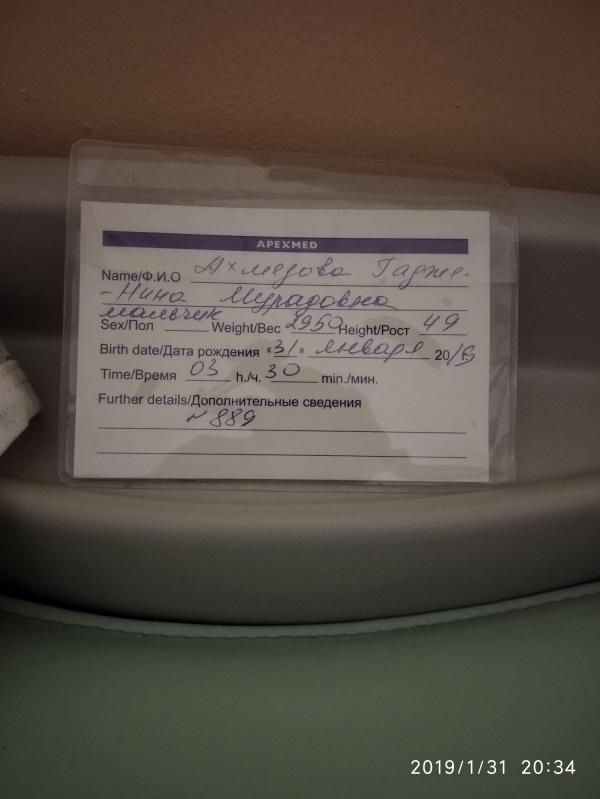 APEXMED
Name/Ф.И.О Ахмедова Гадже-
-Нина Мурадовна
мальчик
Sex/Пол Weight/Вес 2950 Height/Рост 49
Birth date/Дата рождения «31» января 2019
Time/Время 03 h./ч. 30 min./мин.
Further details/Дополнительные сведения
№889
2019/1/31 20:34